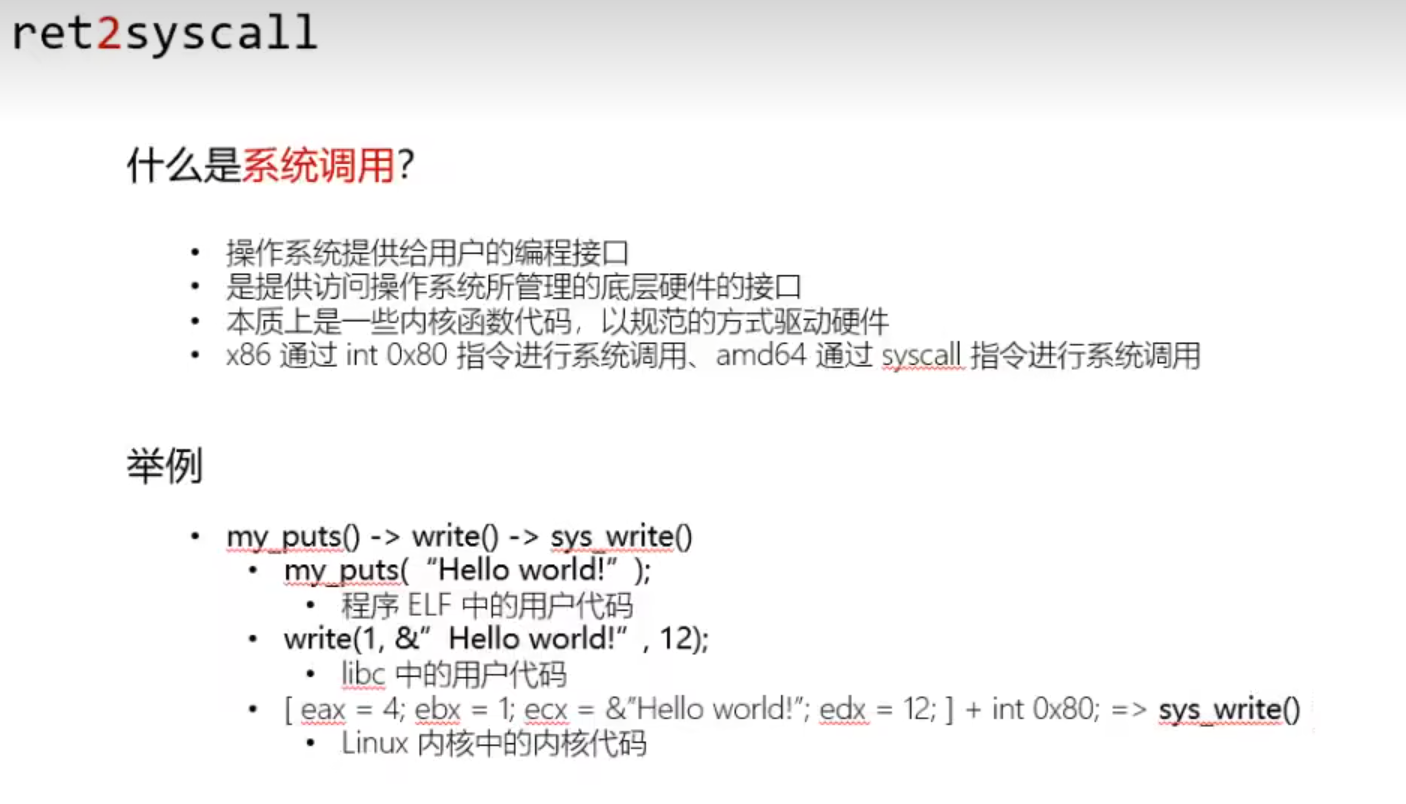 ret2syscall
什么是系统调用?
• 操作系统提供给用户的编程接口
• 是提供访问操作系统所管理的底层硬件的接口
• 本质上是一些内核函数代码，以规范的方式驱动硬件
• x86 通过 int 0x80 指令进行系统调用、amd64 通过 syscall 指令进行系统调用
举例
• my_puts() -> write() -> sys_write()
• my_puts( “Hello world!” );
• 程序 ELF 中的用户代码
• write(1, &” Hello world!” , 12);
• libc 中的用户代码
• [ eax = 4; ebx = 1; ecx = &”Hello world!”; edx = 12; ] + int 0x80; => sys_write()
• Linux 内核中的内核代码